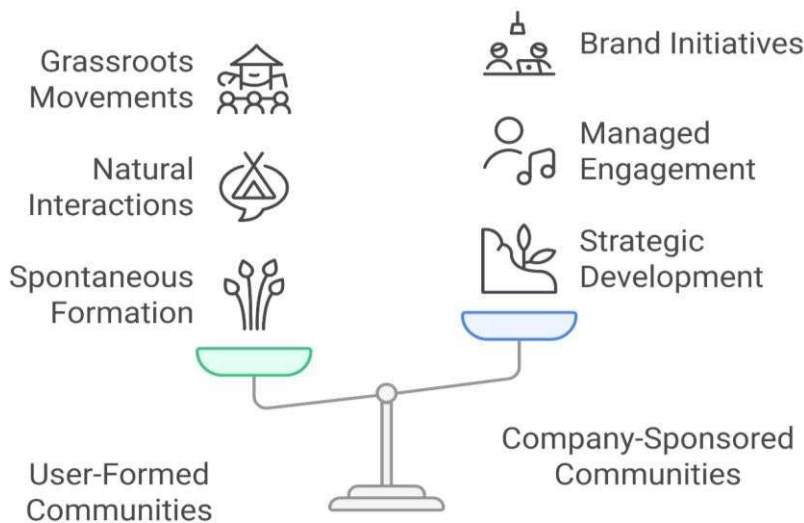 Grassroots
Movements
Natural
Interactions
Spontaneous
Formation
User-Formed
Communities
Brand Initiatives
Managed
Engagement
Strategic
Development
Company-Sponsored
Communities